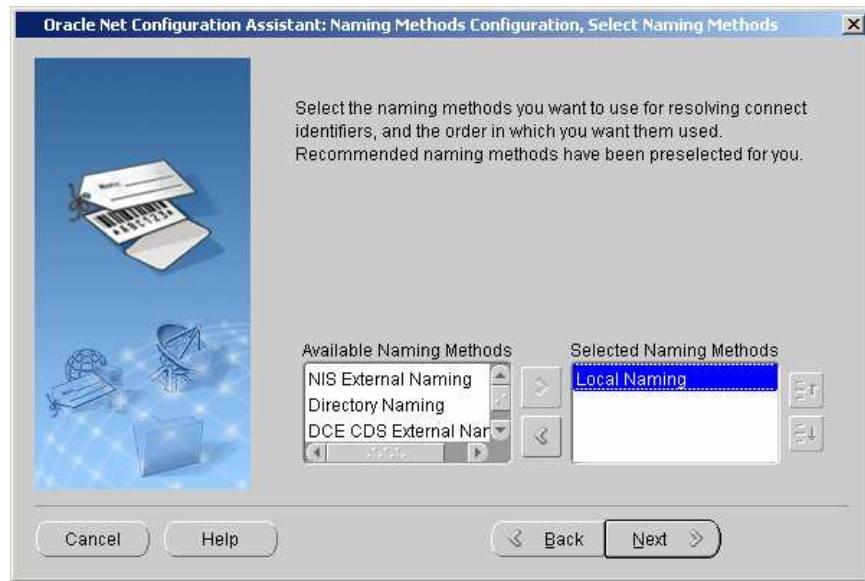 Oracle Net Configuration Assistant: Naming Methods Configuration, Select Naming Methods
Select the naming methods you want to use for resolving connect
identifiers, and the order in which you want them used.
Recommended naming methods have been preselected for you.
ABC123
Available Naming Methods
NIS External Naming
Directory Naming
DCE CDS External Nar
Selected Naming Methods
Local Naming
Cancel
Help
Back
Next